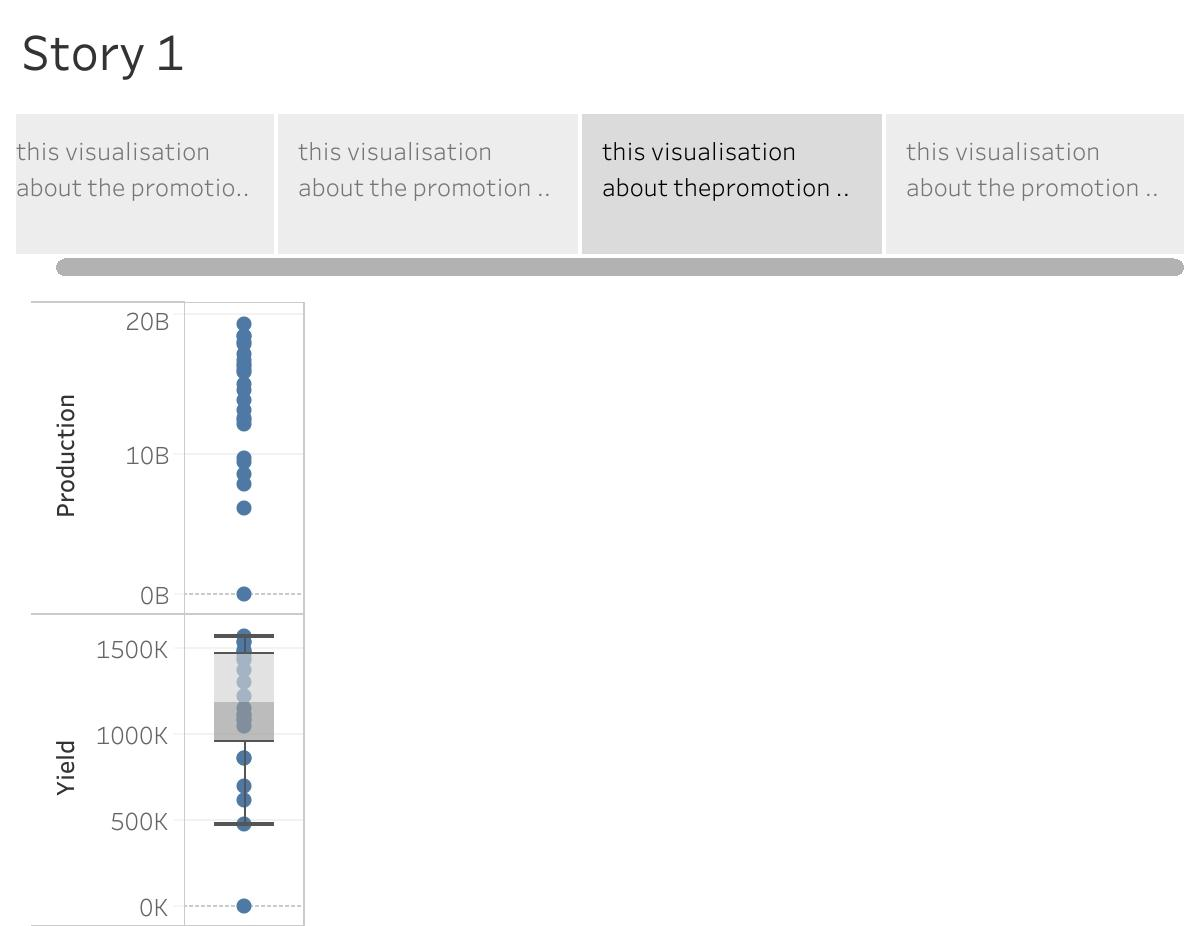 Story 1
this visualisation
about the promotio..
this visualisation
about the promotion ..
this visualisation
about thepromotion ..
this visualisation
about the promotion ..
20B
Production
10B
0B
1500K
Yield
1000K
500K
0K